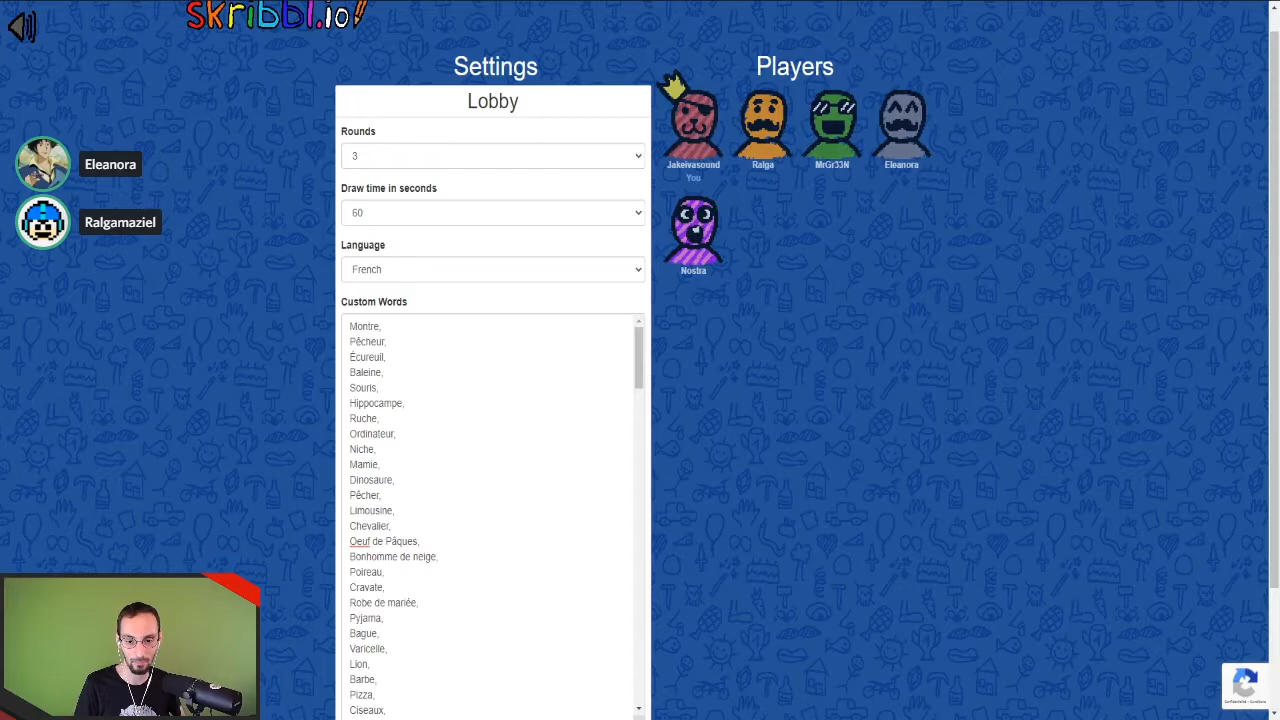 skribbl.io
Settings
Players
Lobby
Rounds
3
Draw time in seconds
60
Language
French
Custom Words
Montre,
Pêcheur,
Écureuil,
Baleine,
Souris,
Hippocampe,
Ruche,
Ordinateur,
Niche,
Mamie,
Dinosaure,
Pêcher,
Limousine,
Chevalier,
Oeuf de Pâques,
Bonhomme de neige,
Poireau,
Cravate,
Robe de mariée,
Pyjama,
Bague,
Varicelle,
Lion,
Barbe,
Pizza,
Ciseaux,
Jakeivasound
You
Ralga
MrGr33N
Eleanora
Nostra
Eleanora
Ralgamaziel
Confidentialité - Conditions